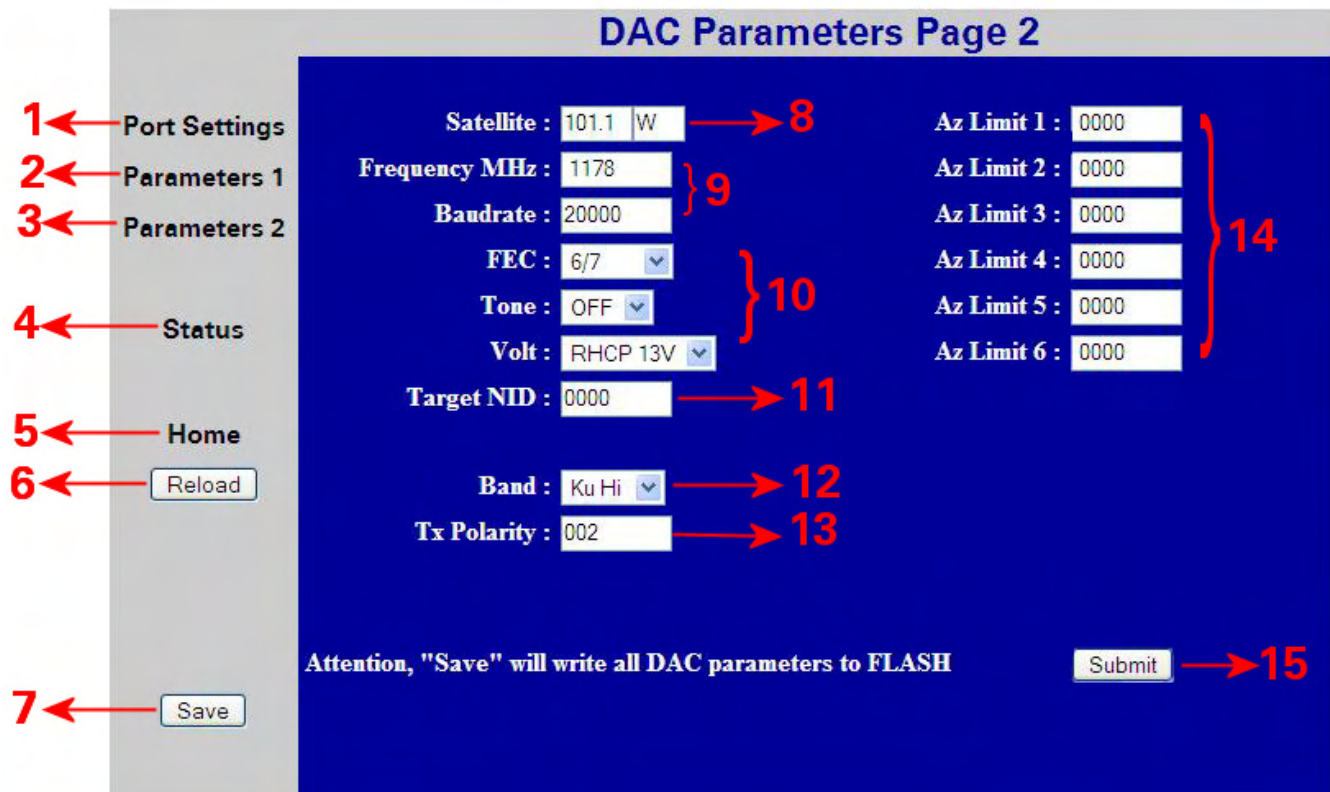 DAC Parameters Page 2
1 Port Settings
2 Parameters 1
3 Parameters 2
4 Status
5 Home
6 Reload
7 Save
Satellite : 101.1 W 8
Frequency MHz : 1178
9
Baudrate : 20000
FEC : 6/7
Tone : OFF
10
Volt : RHCP 13V
Target NID : 0000 11
Band : Ku Hi 12
Tx Polarity : 002 13
Az Limit 1 : 0000
Az Limit 2 : 0000
Az Limit 3 : 0000
14
Az Limit 4 : 0000
Az Limit 5 : 0000
Az Limit 6 : 0000
Attention, "Save" will write all DAC parameters to FLASH
Submit 15